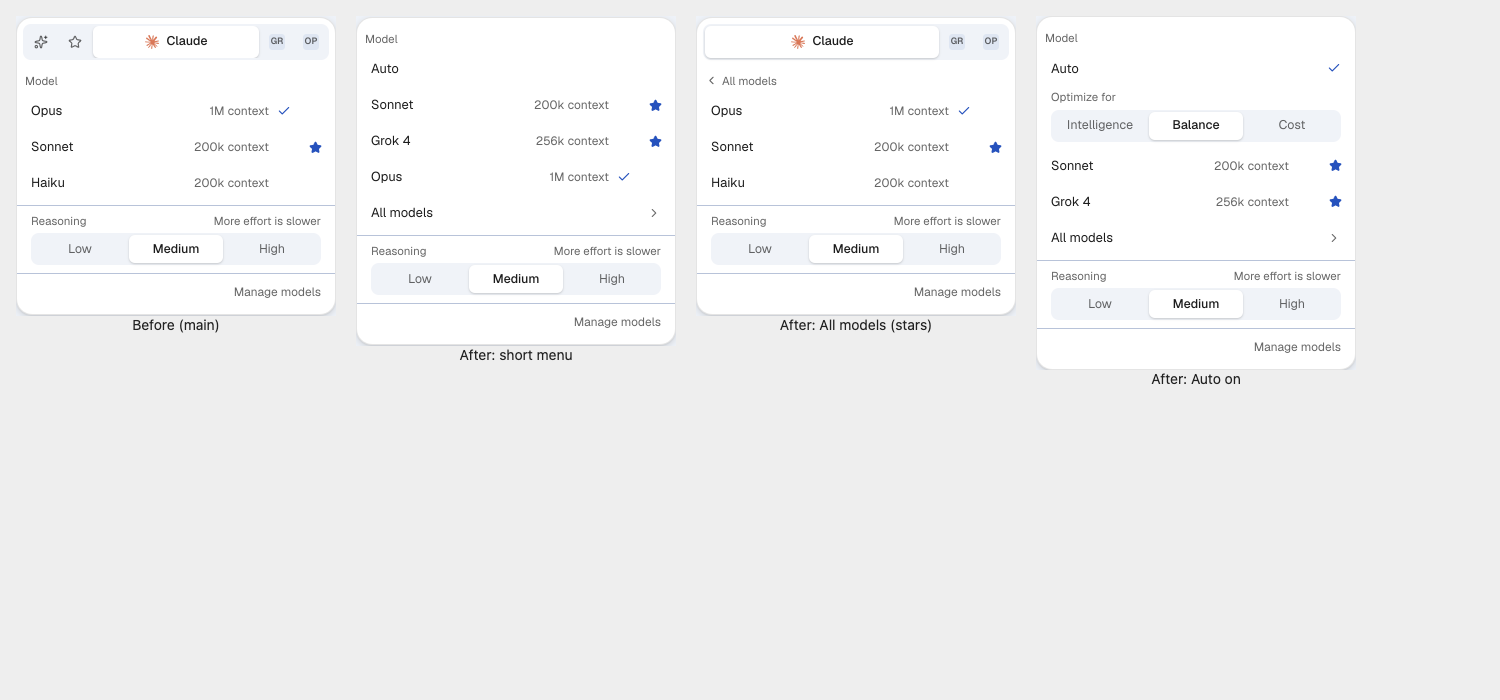 Claude
GR
OP
Model
Opus 1M context
Sonnet 200k context
Haiku 200k context
Reasoning More effort is slower
Low Medium High
Manage models
Before (main)
Model
Auto
Sonnet 200k context
Grok 4 256k context
Opus 1M context
All models
Reasoning More effort is slower
Low Medium High
Manage models
After: short menu
Claude
GR
OP
All models
Opus 1M context
Sonnet 200k context
Haiku 200k context
Reasoning More effort is slower
Low Medium High
Manage models
After: All models (stars)
Model
Auto
Optimize for
Intelligence Balance Cost
Sonnet 200k context
Grok 4 256k context
All models
Reasoning More effort is slower
Low Medium High
Manage models
After: Auto on